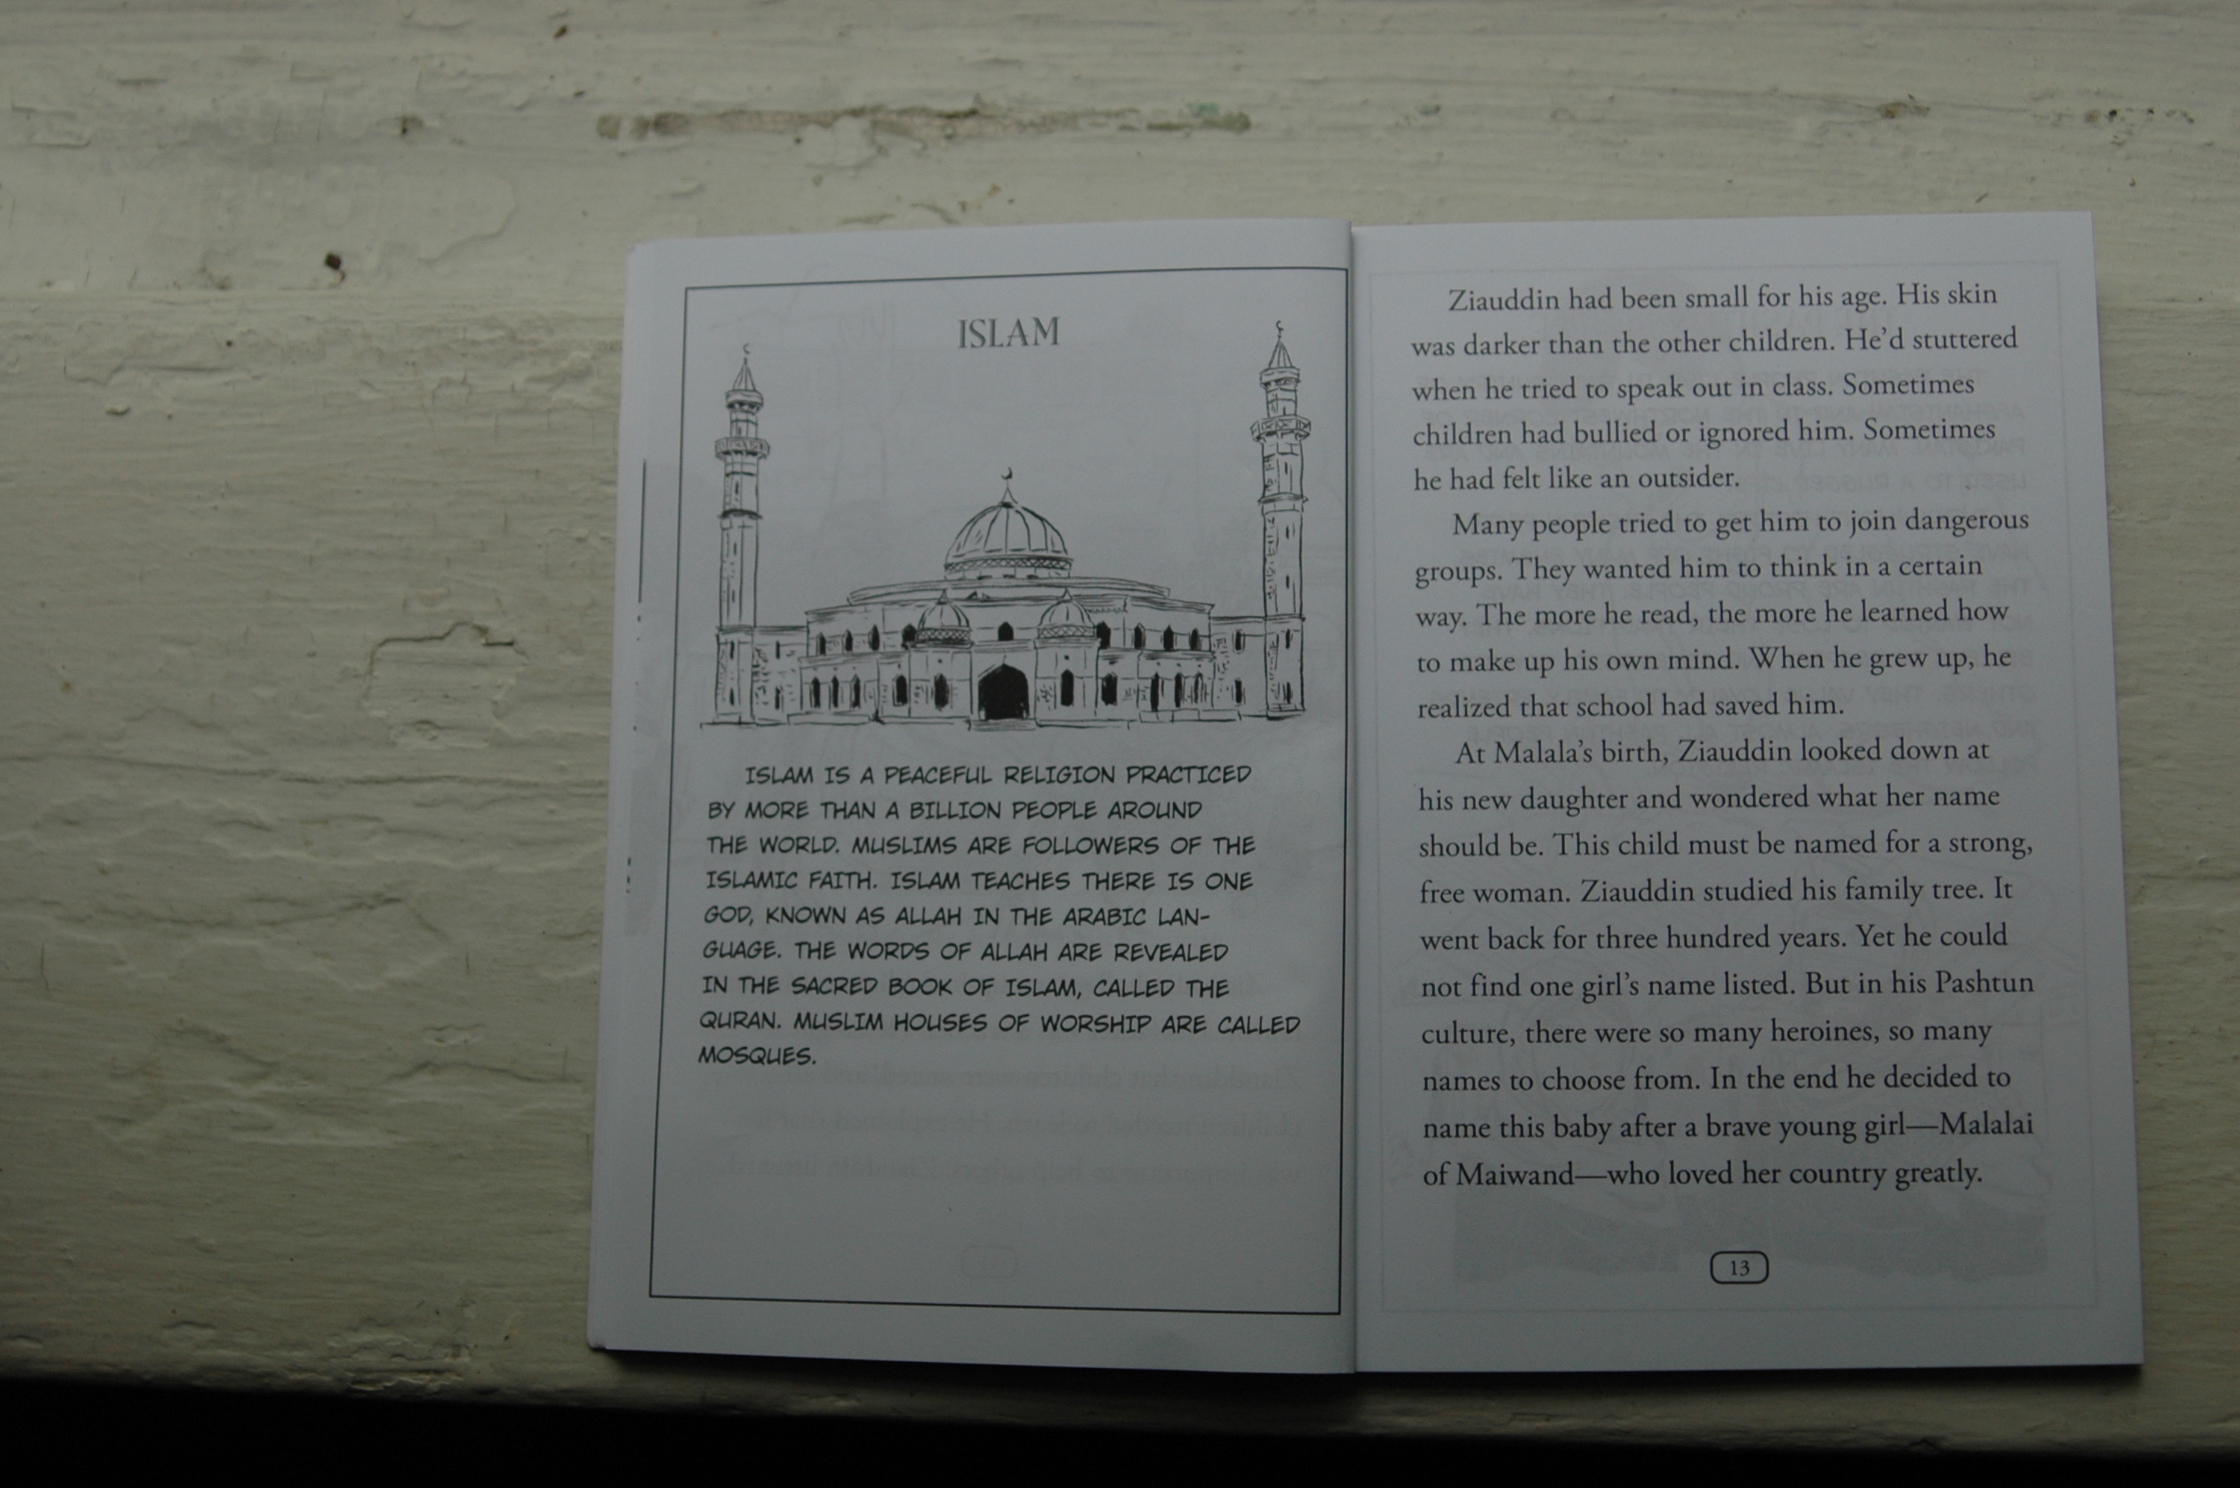 ISLAM
ISLAM IS A PEACEFUL RELIGION PRACTICED
BY MORE THAN A BILLION PEOPLE AROUND
THE WORLD. MUSLIMS ARE FOLLOWERS OF THE
ISLAMIC FAITH. ISLAM TEACHES THERE IS ONE
GOD, KNOWN AS ALLAH IN THE ARABIC LAN-
GUAGE. THE WORDS OF ALLAH ARE REVEALED
IN THE SACRED BOOK OF ISLAM, CALLED THE
QURAN. MUSLIM HOUSES OF WORSHIP ARE CALLED
MOSQUES.
Ziauddin had been small for his age. His skin
was darker than the other children. He’d stuttered
when he tried to speak out in class. Sometimes
children had bullied or ignored him. Sometimes
he had felt like an outsider.
Many people tried to get him to join dangerous
groups. They wanted him to think in a certain
way. The more he read, the more he learned how
to make up his own mind. When he grew up, he
realized that school had saved him.
At Malala’s birth, Ziauddin looked down at
his new daughter and wondered what her name
should be. This child must be named for a strong,
free woman. Ziauddin studied his family tree. It
went back for three hundred years. Yet he could
not find one girl’s name listed. But in his Pashtun
culture, there were so many heroines, so many
names to choose from. In the end he decided to
name this baby after a brave young girl—Malalai
of Maiwand—who loved her country greatly.
13